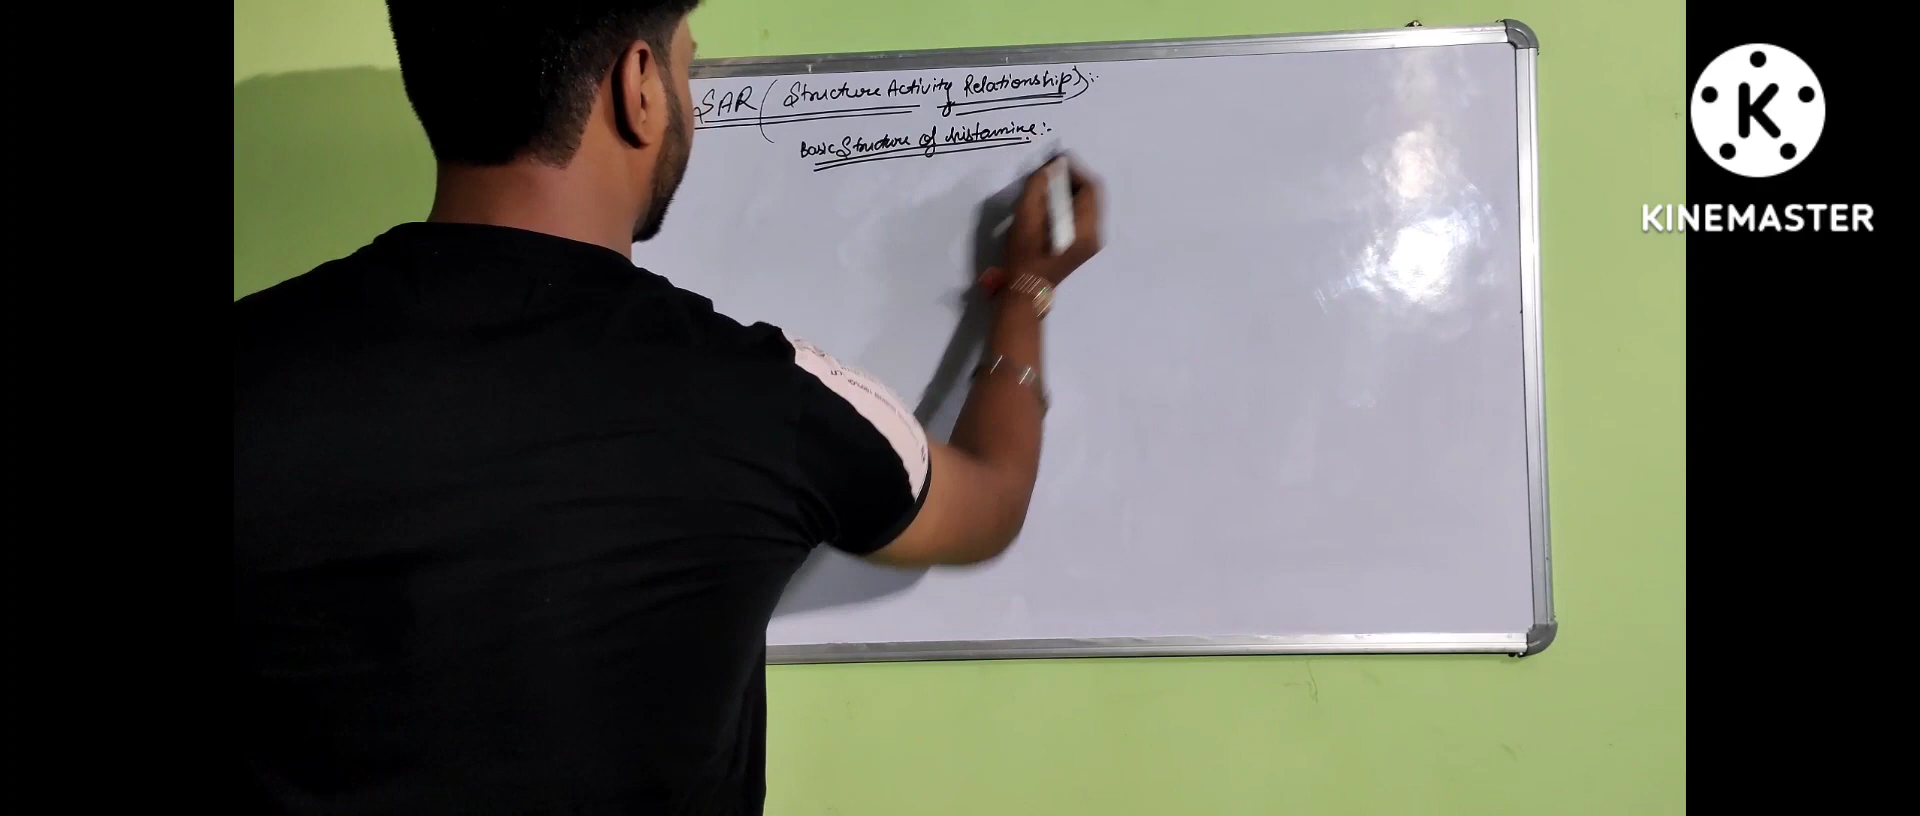 SAR (Structure Activity Relationship):-
Basic Structure of histamine:-
K
KINEMASTER